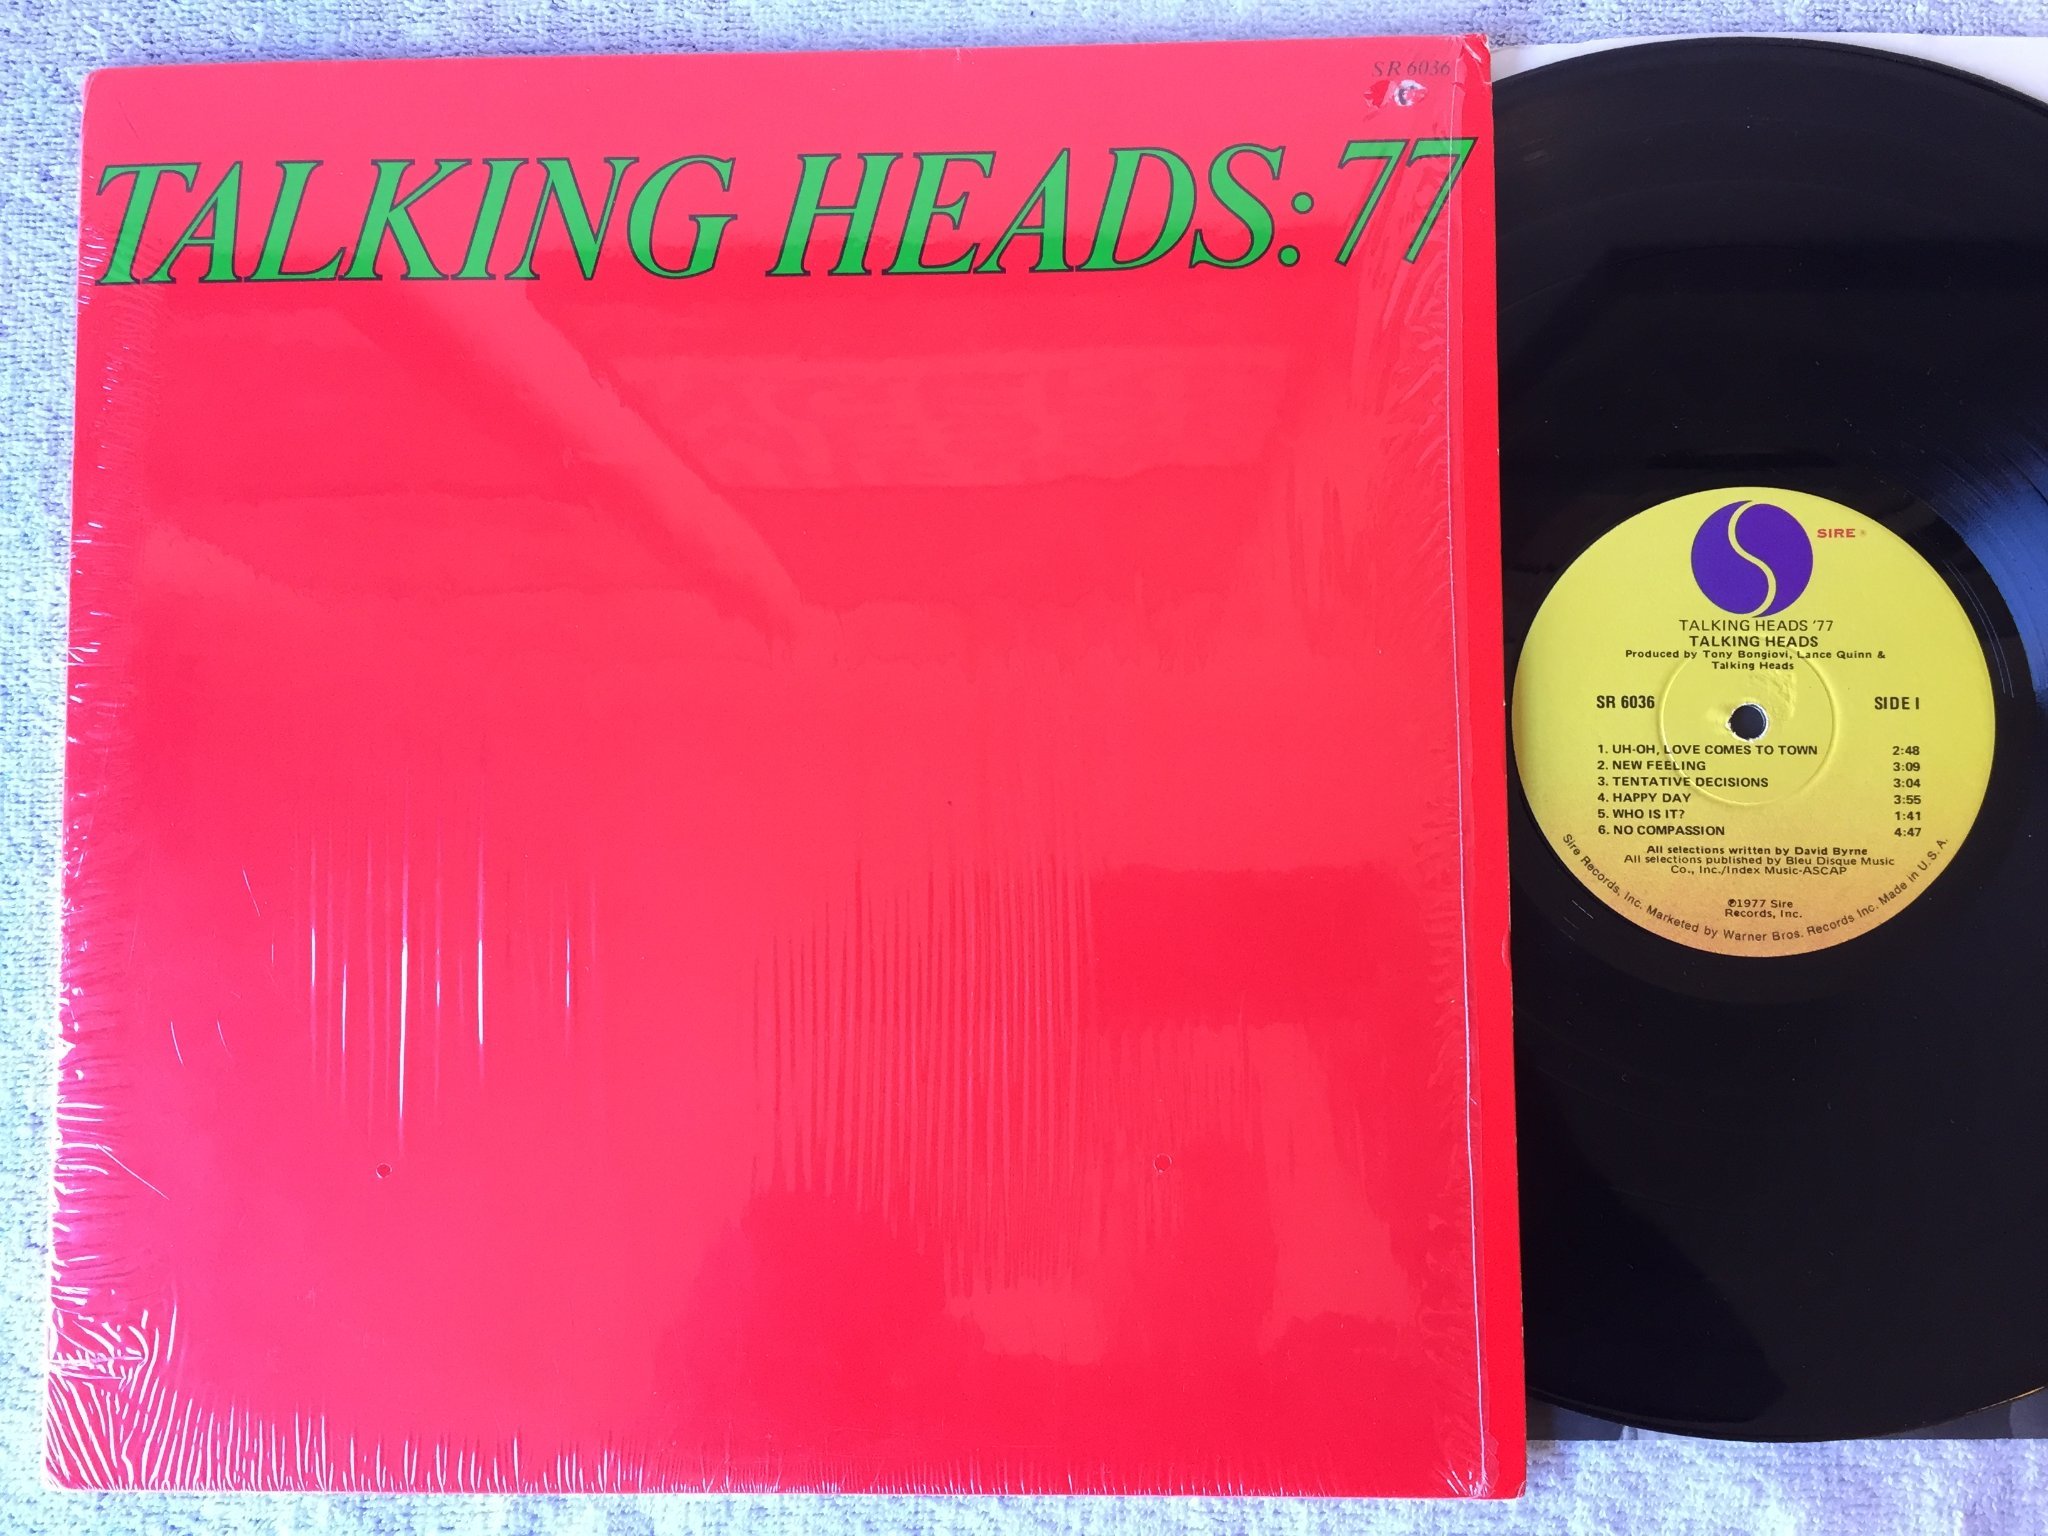 SR 6036
TALKING HEADS: 77
SIRE
TALKING HEADS '77
TALKING HEADS
Produced by Tony Bongiovi, Lance Quinn &
Talking Heads
SR 6036 SIDE I
1. UH-OH, LOVE COMES TO TOWN 2:48
2. NEW FEELING 3:09
3. TENTATIVE DECISIONS 3:04
4. HAPPY DAY 3:55
5. WHO IS IT? 1:41
6. NO COMPASSION 4:47
All selections written by David Byrne
All selections published by Bleu Disque Music
Co., Inc./Index Music-ASCAP
℗1977 Sire
Records, Inc.
Sire Records, Inc. Marketed by Warner Bros. Records Inc. Made in U.S.A.